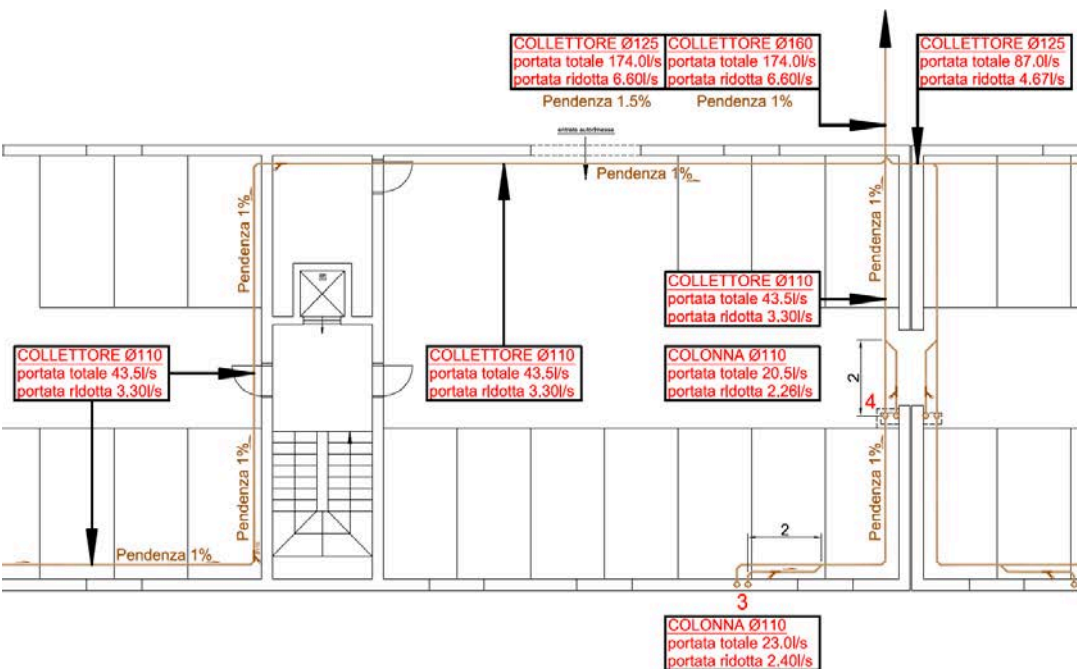 COLLETTORE Ø125
portata totale 174.0l/s
portata ridotta 6.60l/s
Pendenza 1.5%
COLLETTORE Ø160
portata totale 174.0l/s
portata ridotta 6.60l/s
Pendenza 1%
COLLETTORE Ø125
portata totale 87.0l/s
portata ridotta 4.67l/s
entrata autorimessa
Pendenza 1%
Pendenza 1%
Pendenza 1%
COLLETTORE Ø110
portata totale 43.5l/s
portata ridotta 3.30l/s
COLLETTORE Ø110
portata totale 43.5l/s
portata ridotta 3.30l/s
COLLETTORE Ø110
portata totale 43.5l/s
portata ridotta 3.30l/s
COLONNA Ø110
portata totale 20.5l/s
portata ridotta 2.26l/s
2
4
Pendenza 1%
Pendenza 1%
Pendenza 1%
2
3
COLONNA Ø110
portata totale 23.0l/s
portata ridotta 2.40l/s